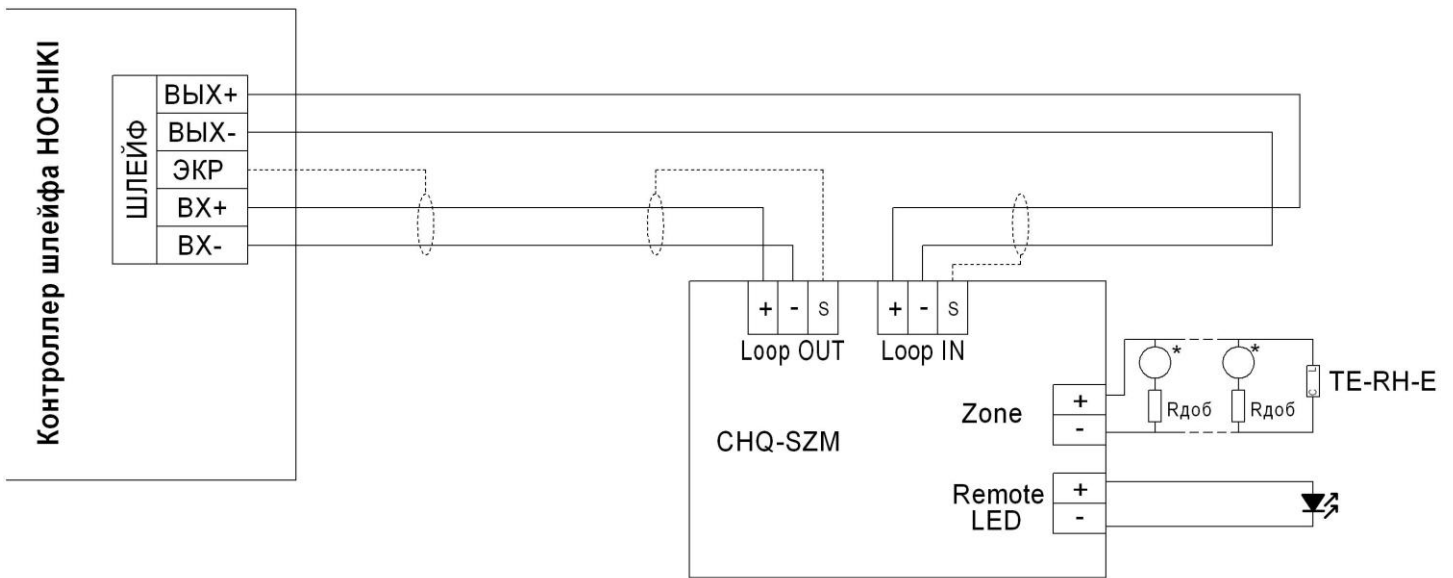 Контроллер шлейфа HOCHIKI
ШЛЕЙФ
ВЫХ+
ВЫХ-
ЭКР
ВХ+
ВХ-
+ - S
+ - S
Loop OUT
Loop IN
CHQ-SZM
Zone
+
-
Remote
LED
+
-
*
*
Rдоб
Rдоб
L
C
TE-RH-E